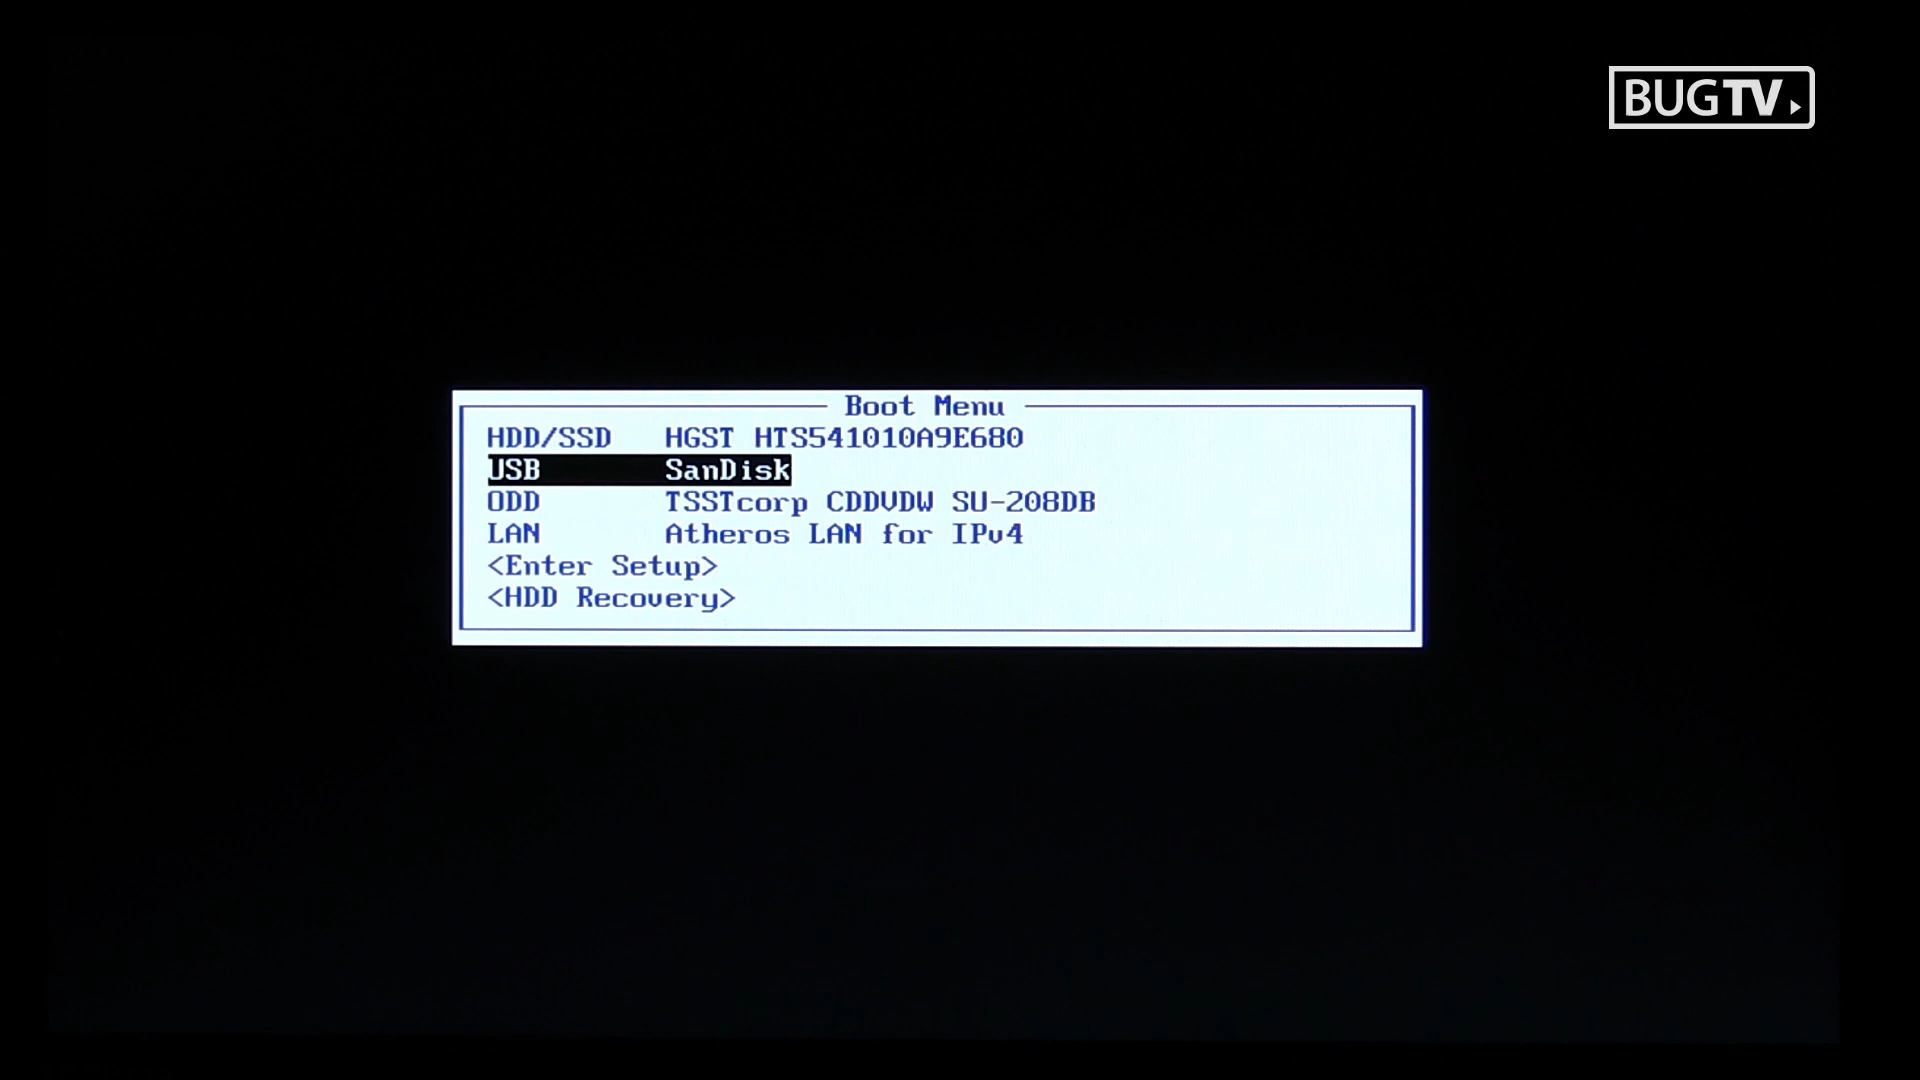 BUGTV
Boot Menu
HDD/SSD HGST HTS541010A9E680
USB SanDisk
ODD TSSTcorp CDDVDW SU-208DB
LAN Atheros LAN for IPv4
<Enter Setup>
<HDD Recovery>